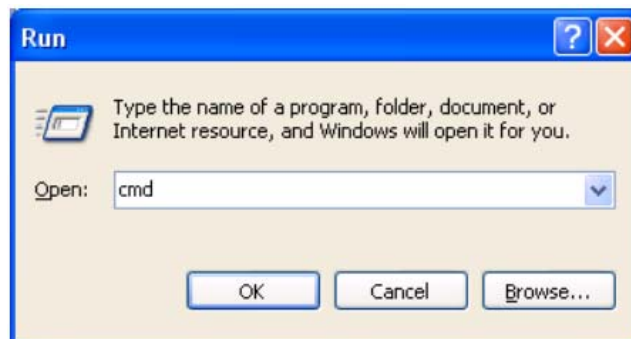 Run
?
Type the name of a program, folder, document, or
Internet resource, and Windows will open it for you.
Open: cmd
OK Cancel Browse...